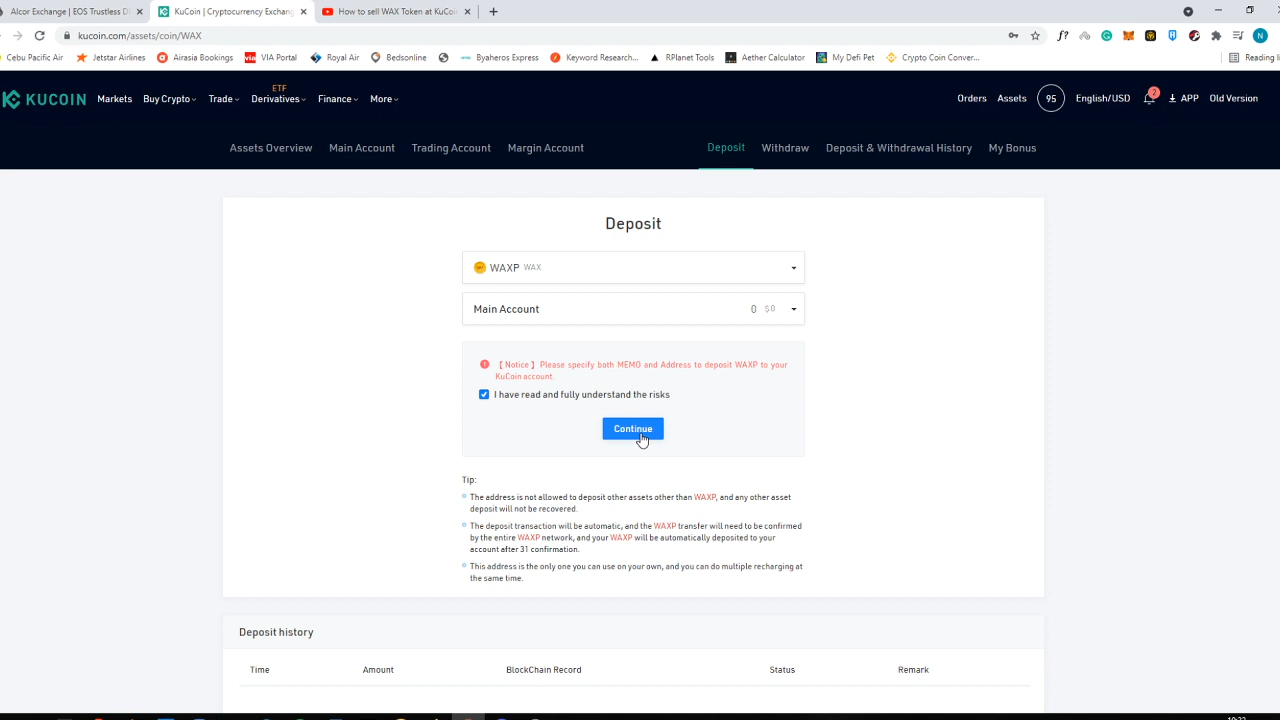 Alcor Exchange | EOS Trustless D
KuCoin | Cryptocurrency Exchang
How to sell WAX Token at KuCoi
kucoin.com/assets/coin/WAX
Cebu Pacific Air
Jetstar Airlines
Airasia Bookings
VIA Portal
Royal Air
Bedsonline
Byaheros Express
Keyword Research...
RPlanet Tools
Aether Calculator
My Defi Pet
Crypto Coin Conver...
Reading li
KUCOIN
Markets
Buy Crypto
Trade
ETF
Derivatives
Finance
More
Orders
Assets
95
English/USD
2
APP
Old Version
Assets Overview
Main Account
Trading Account
Margin Account
Deposit
Withdraw
Deposit & Withdrawal History
My Bonus
Deposit
WAXP WAX
Main Account 0 $0
【 Notice 】Please specify both MEMO and Address to deposit WAXP to your
KuCoin account.
I have read and fully understand the risks
Continue
Tip:
The address is not allowed to deposit other assets other than WAXP, and any other asset
deposit will not be recovered.
The deposit transaction will be automatic, and the WAXP transfer will need to be confirmed
by the entire WAXP network, and your WAXP will be automatically deposited to your
account after 31 confirmation.
This address is the only one you can use on your own, and you can do multiple recharging at
the same time.
Deposit history
Time
Amount
BlockChain Record
Status
Remark